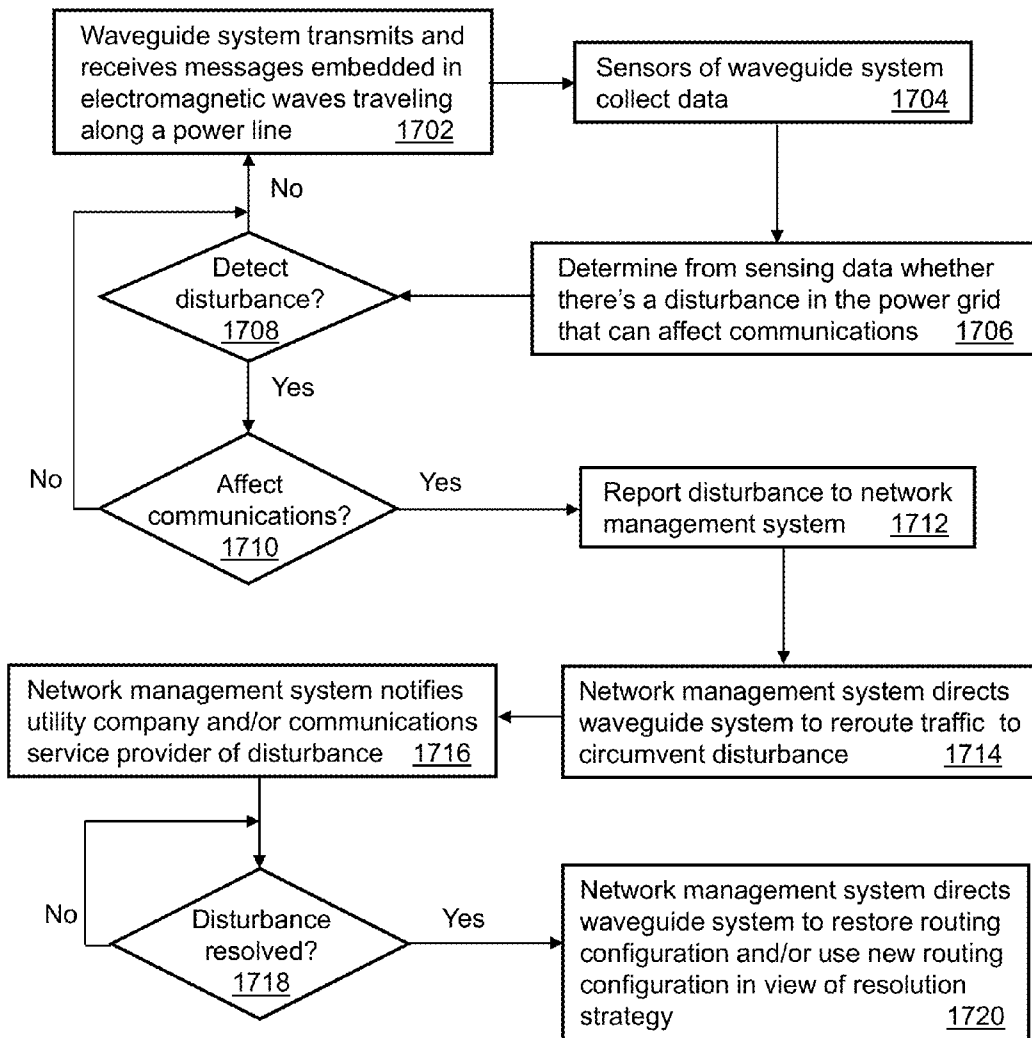 Waveguide system transmits and
receives messages embedded in
electromagnetic waves traveling
along a power line 1702
Sensors of waveguide system
collect data 1704
No
Detect
disturbance?
1708
Determine from sensing data whether
there's a disturbance in the power grid
that can affect communications 1706
Yes
No
Affect
communications?
1710
Yes
Report disturbance to network
management system 1712
Network management system notifies
utility company and/or communications
service provider of disturbance 1716
Network management system directs
waveguide system to reroute traffic to
circumvent disturbance 1714
No
Disturbance
resolved?
1718
Yes
Network management system directs
waveguide system to restore routing
configuration and/or use new routing
configuration in view of resolution
strategy 1720